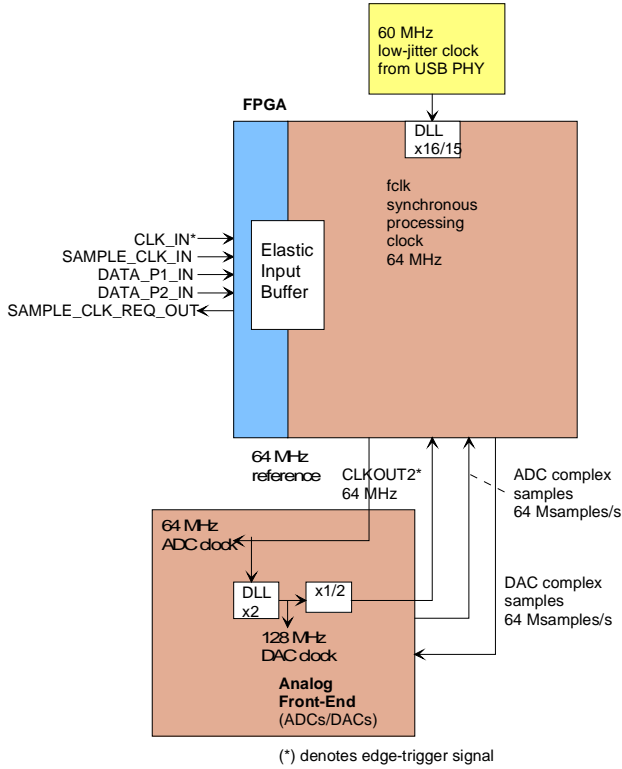 60 MHz
low-jitter clock
from USB PHY
FPGA
DLL
x16/15
fclk
synchronous
processing
clock
64 MHz
CLK_IN*
SAMPLE_CLK_IN
DATA_P1_IN
DATA_P2_IN
SAMPLE_CLK_REQ_OUT
Elastic
Input
Buffer
64 MHz
reference
CLKOUT2*
64 MHz
ADC complex
samples
64 Msamples/s
64 MHz
ADC clock
DLL
x2
x1/2
128 MHz
DAC clock
DAC complex
samples
64 Msamples/s
Analog
Front-End
(ADCs/DACs)
(*) denotes edge-trigger signal